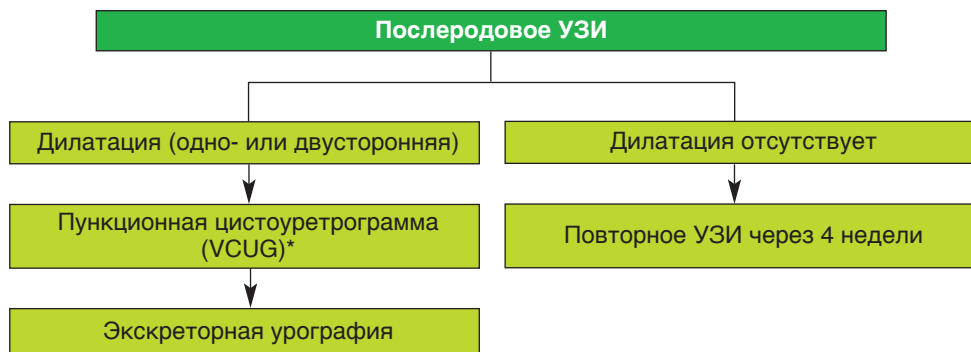 Послеродовое УЗИ
Дилатация (одно- или двусторонняя)
Дилатация отсутствует
Пункционная цистоуретрограмма
(VCUG)*
Повторное УЗИ через 4 недели
Экскреторная урография